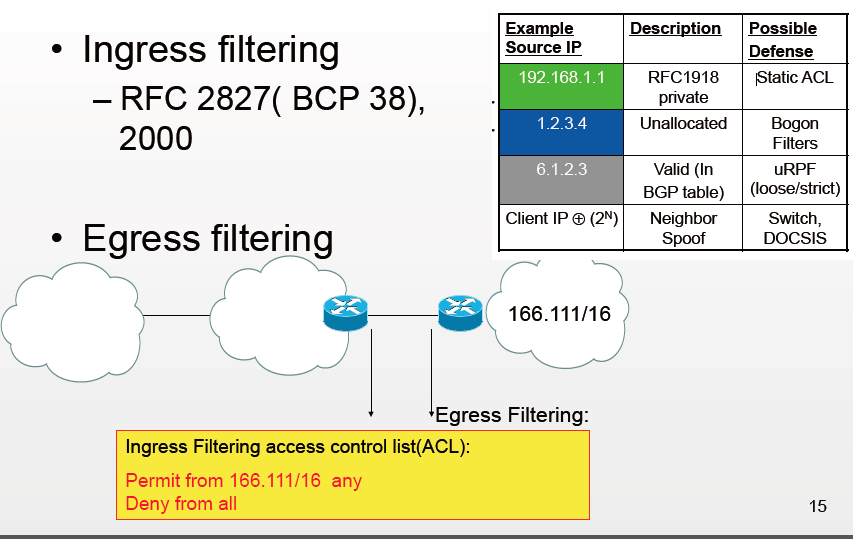 • Ingress filtering
– RFC 2827( BCP 38),
2000
• Egress filtering
Example
Source IP
Description
Possible
Defense
192.168.1.1
RFC1918
private
Static ACL
1.2.3.4
Unallocated
Bogon
Filters
6.1.2.3
Valid (In
BGP table)
uRPF
(loose/strict)
Client IP ⊕ (2ᴺ)
Neighbor
Spoof
Switch,
DOCSIS
166.111/16
Egress Filtering:
Ingress Filtering access control list(ACL):
Permit from 166.111/16 any
Deny from all
15